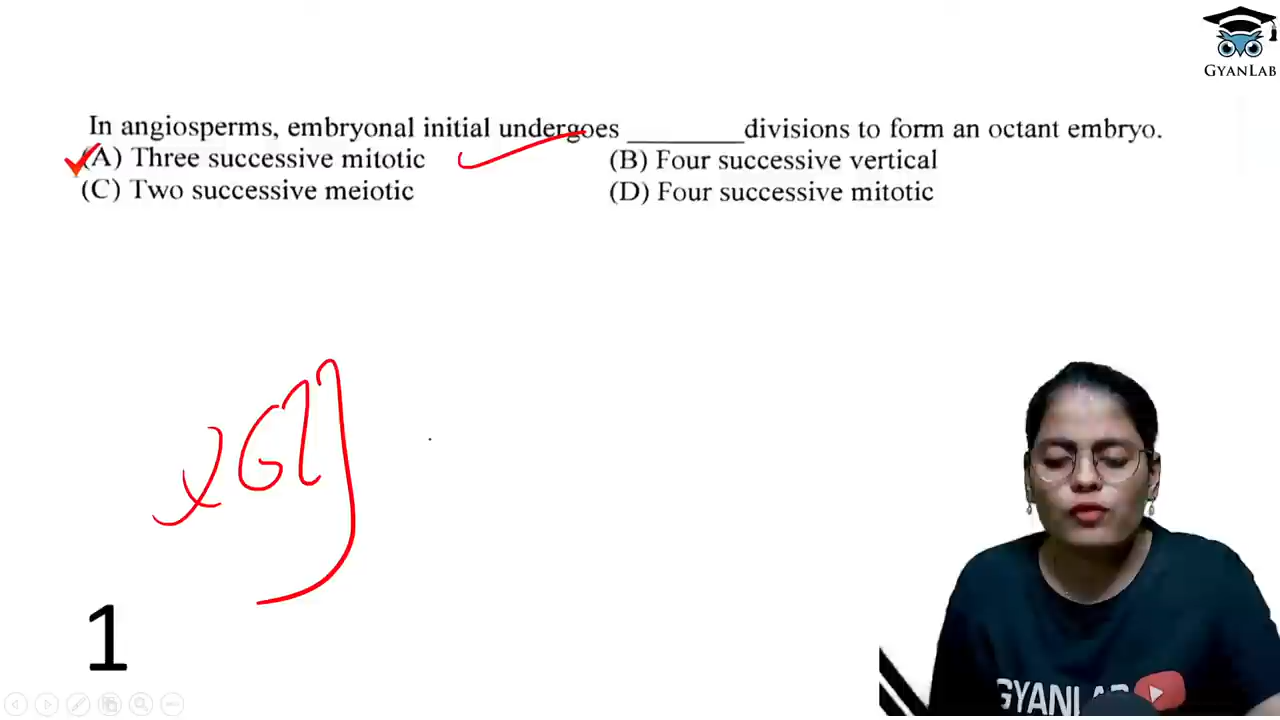 GYANLAB
In angiosperms, embryonal initial undergoes ________ divisions to form an octant embryo.
(A) Three successive mitotic (B) Four successive vertical
(C) Two successive meiotic (D) Four successive mitotic
1
GYANLAB